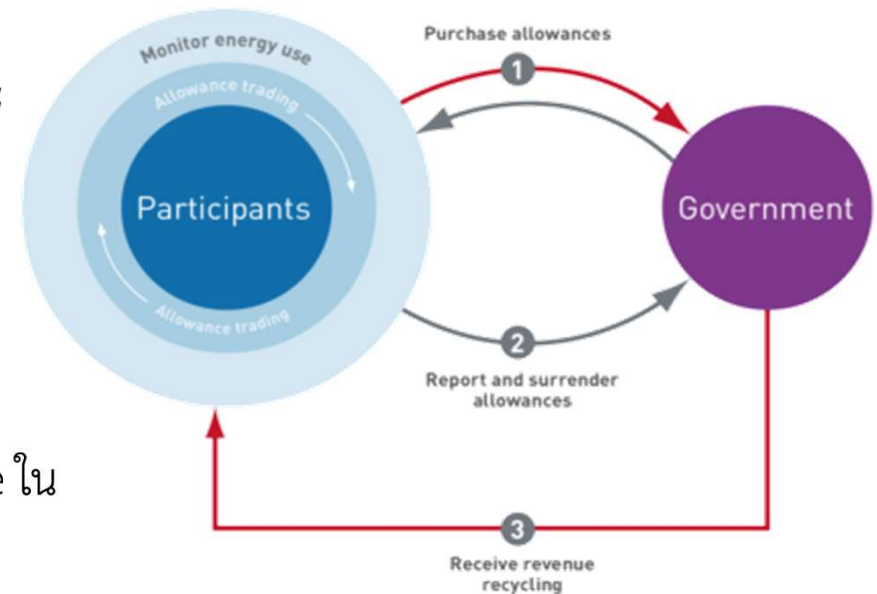 Purchase allowances
1
Monitor energy use
Allowance trading
Participants
Government
Allowance trading
2
Report and surrender
allowances
ใน
3
Receive revenue
recycling